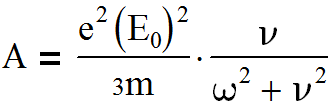 A = e²(E₀)²/3m · ν/ω² + ν²